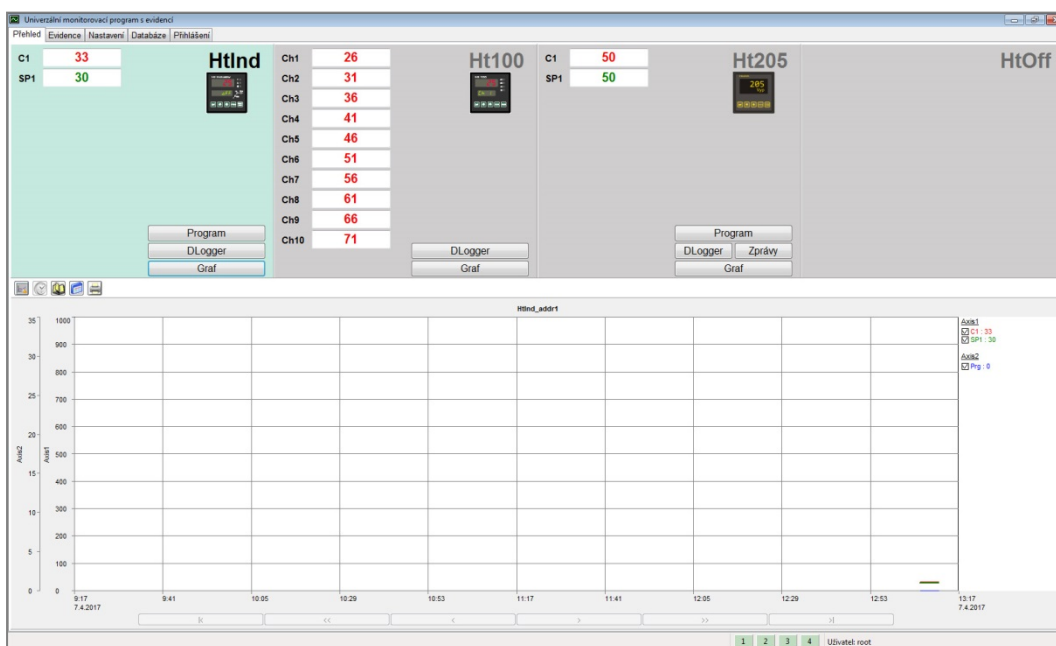 Univerzální monitorovací program s evidencí
Přehled Evidence Nastavení Databáze Přihlášení
HtInd
C1 33
SP1 30
Program
DLogger
Graf
Ht100
Ch1 26
Ch2 31
Ch3 36
Ch4 41
Ch5 46
Ch6 51
Ch7 56
Ch8 61
Ch9 66
Ch10 71
DLogger
Graf
Ht205
C1 50
SP1 50
205
Program
DLogger Zprávy
Graf
HtOff
HtInd_addr1
35
30
25
20
15
10
5
0
Axis2
1000
900
800
700
600
500
400
300
200
100
0
Axis1
Axis1
C1 : 33
SP1 : 30
Axis2
Prg : 0
9:17 9:41 10:05 10:29 10:53 11:17 11:41 12:05 12:29 12:53 13:17
7.4.2017 7.4.2017
|< << < > >> >|
1 2 3 4 Uživatel: root